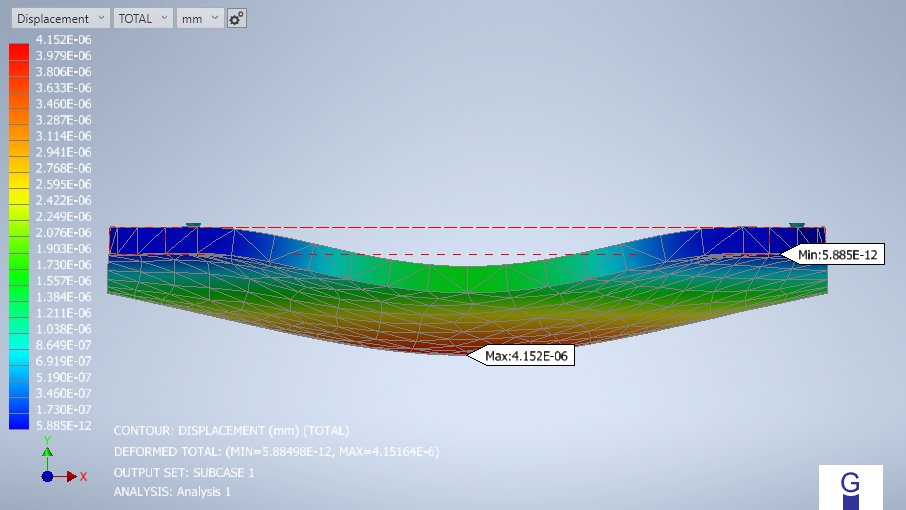 Displacement TOTAL mm
4.152E-06
3.979E-06
3.806E-06
3.633E-06
3.460E-06
3.287E-06
3.114E-06
2.941E-06
2.768E-06
2.595E-06
2.422E-06
2.249E-06
2.076E-06
1.903E-06
1.730E-06
1.557E-06
1.384E-06
1.211E-06
1.038E-06
8.649E-07
6.919E-07
5.190E-07
3.460E-07
1.730E-07
5.885E-12
Min:5.885E-12
Max:4.152E-06
CONTOUR: DISPLACEMENT (mm) (TOTAL)
DEFORMED TOTAL: (MIN=5.88498E-12, MAX=4.15164E-6)
OUTPUT SET: SUBCASE 1
ANALYSIS: Analysis 1
Y
X
G